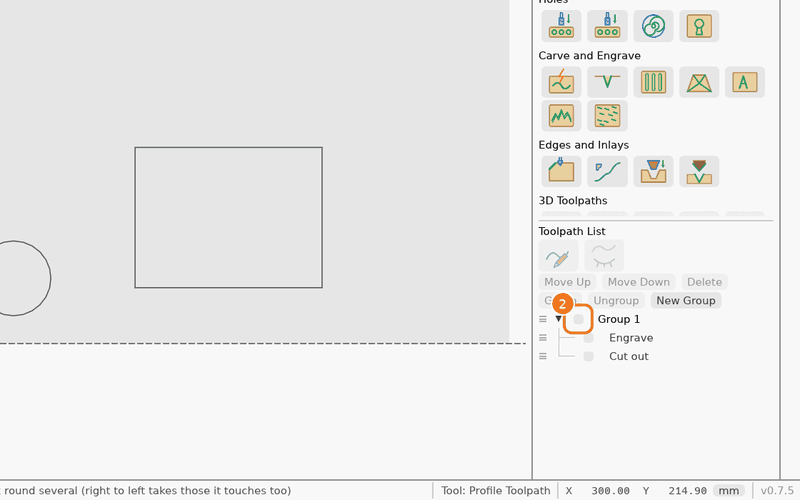 Holes
Carve and Engrave
A
Edges and Inlays
3D Toolpaths
Toolpath List
Move Up Move Down Delete
Ungroup New Group
2
Group 1
Engrave
Cut out
round several (right to left takes those it touches too) Tool: Profile Toolpath X 300.00 Y 214.90 mm v0.7.5